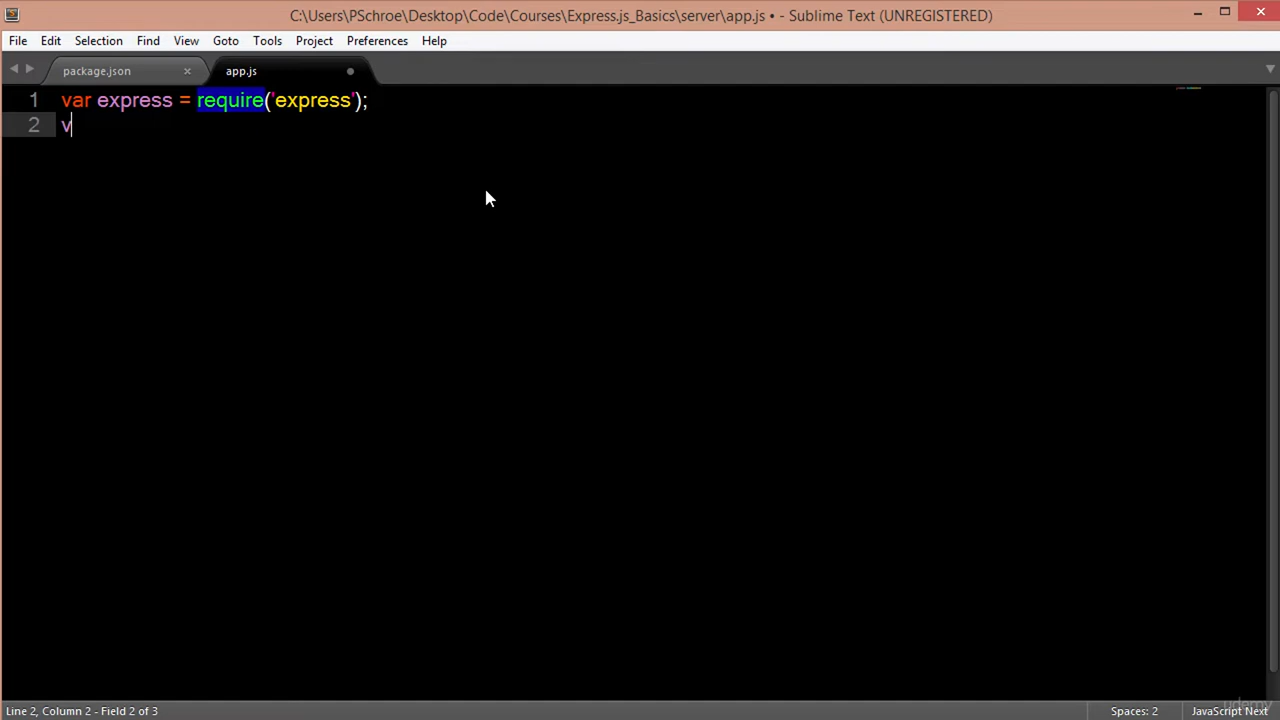 C:\Users\PSchroe\Desktop\Code\Courses\Express.js_Basics\server\app.js • - Sublime Text (UNREGISTERED)
File Edit Selection Find View Goto Tools Project Preferences Help
package.json × app.js
1 var express = require('express');
2 v
udemy
Line 2, Column 2 - Field 2 of 3 Spaces: 2 JavaScript Next